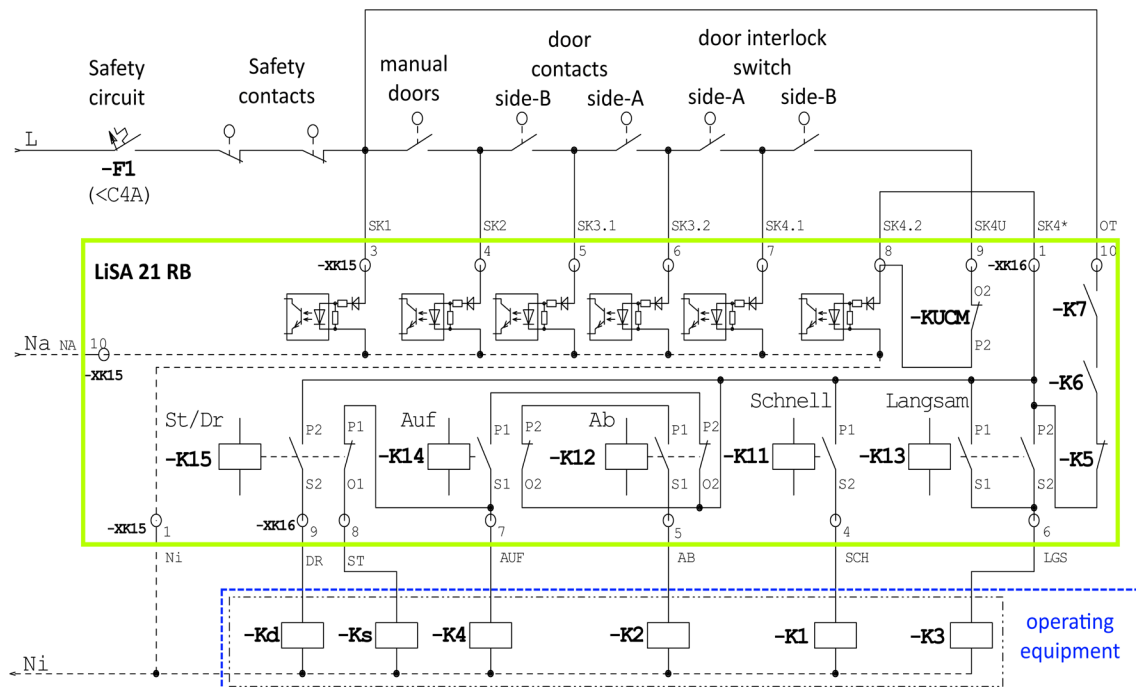 door door interlock
Safety Safety manual contacts switch
circuit contacts doors side-B side-A side-A side-B
L
-F1
(<C4A)
SK1 SK2 SK3.1 SK3.2 SK4.1 SK4.2 SK4U SK4* OT
LiSA 21 RB -XK15 3 4 5 6 7 8 9 -XK16 1 10
O2
-KUCM -K7
P2
Na NA 10
-XK15
-K6
St/Dr Auf Ab Schnell Langsam
P2 P1 P1 P2 P1 P2 P1 P1 P2
-K15 -K14 -K12 -K11 -K13 -K5
S2 O1 S1 O2 S1 O2 S2 S1 S2
-XK15 1 -XK16 9 8 7 5 4 6
Ni DR ST AUF AB SCH LGS
-Kd -Ks -K4 -K2 -K1 -K3
operating
equipment
Ni